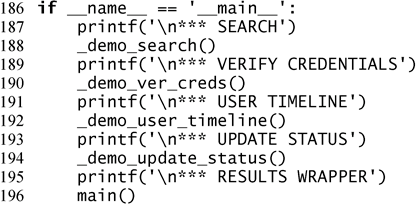 186 if __name__ == '__main__':
187     printf('\n*** SEARCH')
188     _demo_search()
189     printf('\n*** VERIFY CREDENTIALS')
190     _demo_ver_creds()
191     printf('\n*** USER TIMELINE')
192     _demo_user_timeline()
193     printf('\n*** UPDATE STATUS')
194     _demo_update_status()
195     printf('\n*** RESULTS WRAPPER')
196     main()